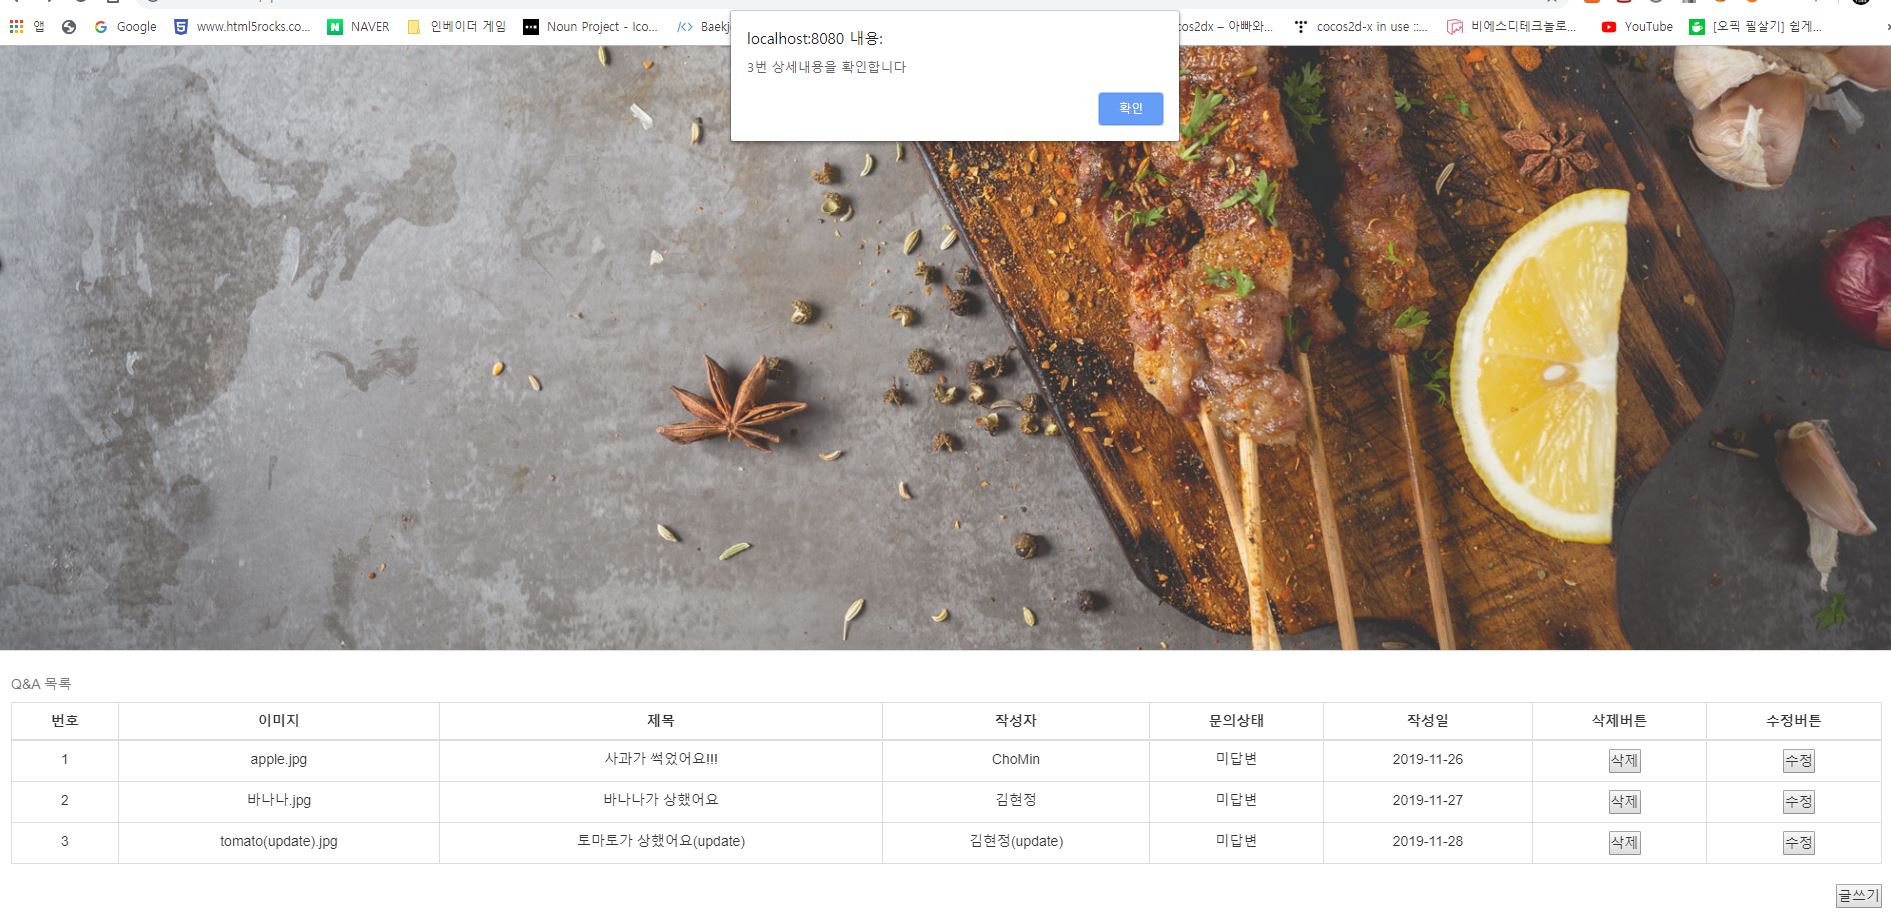 앱 Google www.html5rocks.co... NAVER 인베이더 게임 Noun Project - Ico... Baekj cos2dx – 아빠와... cocos2d-x in use ::... 비에스디테크놀로... YouTube [오픽 필살기] 쉽게...
localhost:8080 내용:
3번 상세내용을 확인합니다
확인
Q&A 목록
번호 이미지 제목 작성자 문의상태 작성일 삭제버튼 수정버튼
1 apple.jpg 사과가 썩었어요!!! ChoMin 미답변 2019-11-26 삭제 수정
2 바나나.jpg 바나나가 상했어요 김현정 미답변 2019-11-27 삭제 수정
3 tomato(update).jpg 토마토가 상했어요(update) 김현정(update) 미답변 2019-11-28 삭제 수정
글쓰기